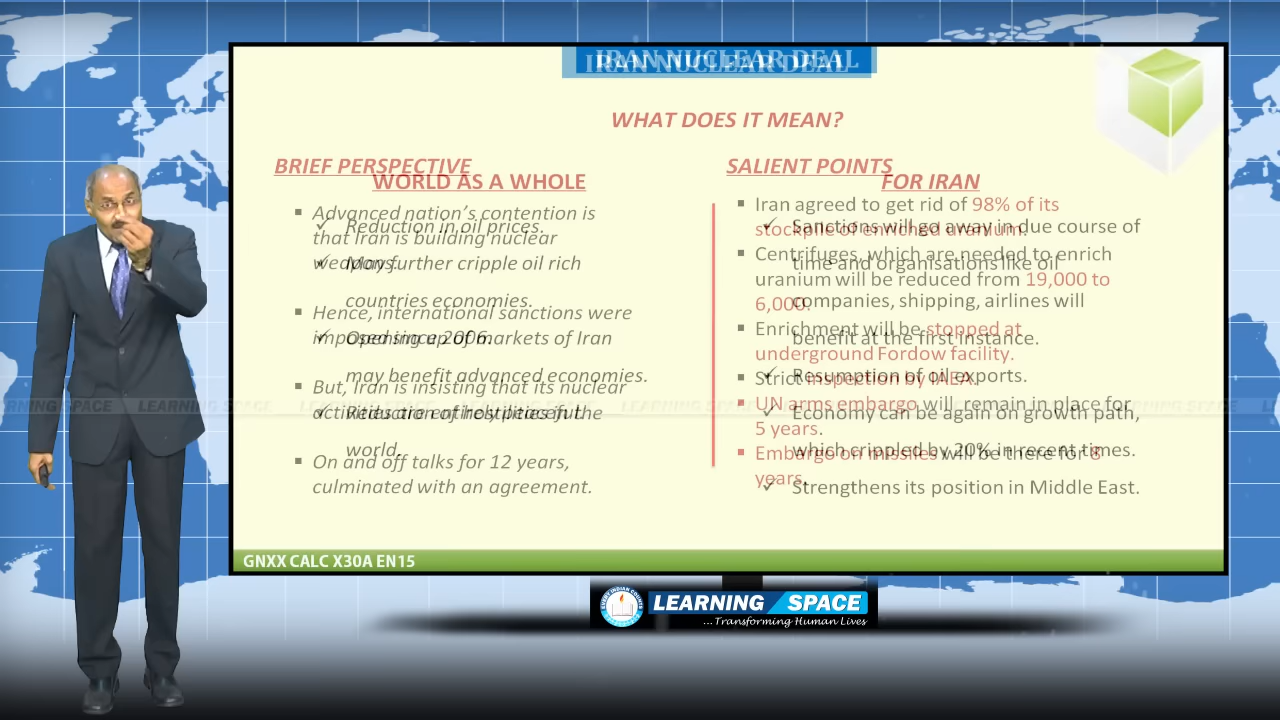 IRAN NUCLEAR DEAL
IRAN NUCLEAR DEAL
WHAT DOES IT MEAN?
BRIEF PERSPECTIVE
▪ Advanced nation's contention is
that Iran is building nuclear
weapons.
▪ Hence, international sanctions were
imposed since 2006.
▪ But, Iran is insisting that its nuclear
activities are entirely peaceful.
▪ On and off talks for 12 years,
culminated with an agreement.
SALIENT POINTS
▪ Iran agreed to get rid of 98% of its
stockpile of enriched uranium.
▪ Centrifuges, which are needed to enrich
uranium will be reduced from 19,000 to
6,000.
▪ Enrichment will be stopped at
underground Fordow facility.
▪ Strict inspection by IAEA.
▪ UN arms embargo will remain in place for
5 years.
▪ Embargo on missiles will be there for 8
years.
WORLD AS A WHOLE
✓ Reduction in oil prices.
✓ May further cripple oil rich
countries economies.
✓ Opening up of markets of Iran
may benefit advanced economies.
✓ Reduction of hostilities in the
world.
FOR IRAN
✓ Sanctions will go away in due course of
time and organisations like oil
companies, shipping, airlines will
benefit at the first instance.
✓ Resumption of oil exports.
✓ Economy can be again on growth path,
which crippled by 20% in recent times.
✓ Strengthens its position in Middle East.
GNXX CALC X30A EN15
LEARNING SPACE
...Transforming Human Lives